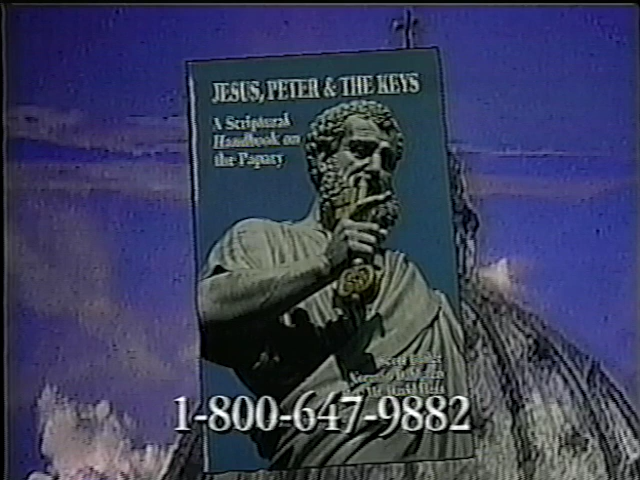 JESUS, PETER & THE KEYS
A Scriptural
Handbook on
the Papacy
1-800-647-9882